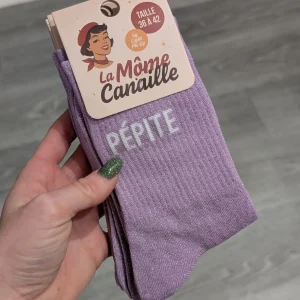 TAILLE
36 À 42
La Môme
Canaille
PÉPITE